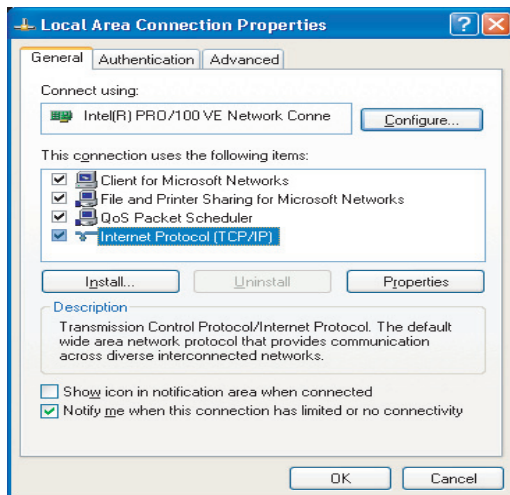 Local Area Connection Properties
General Authentication Advanced
Connect using:
Intel(R) PRO/100 VE Network Conne
Configure...
This connection uses the following items:
Client for Microsoft Networks
File and Printer Sharing for Microsoft Networks
QoS Packet Scheduler
Internet Protocol (TCP/IP)
Install... Uninstall Properties
Description
Transmission Control Protocol/Internet Protocol. The default
wide area network protocol that provides communication
across diverse interconnected networks.
Show icon in notification area when connected
Notify me when this connection has limited or no connectivity
OK Cancel